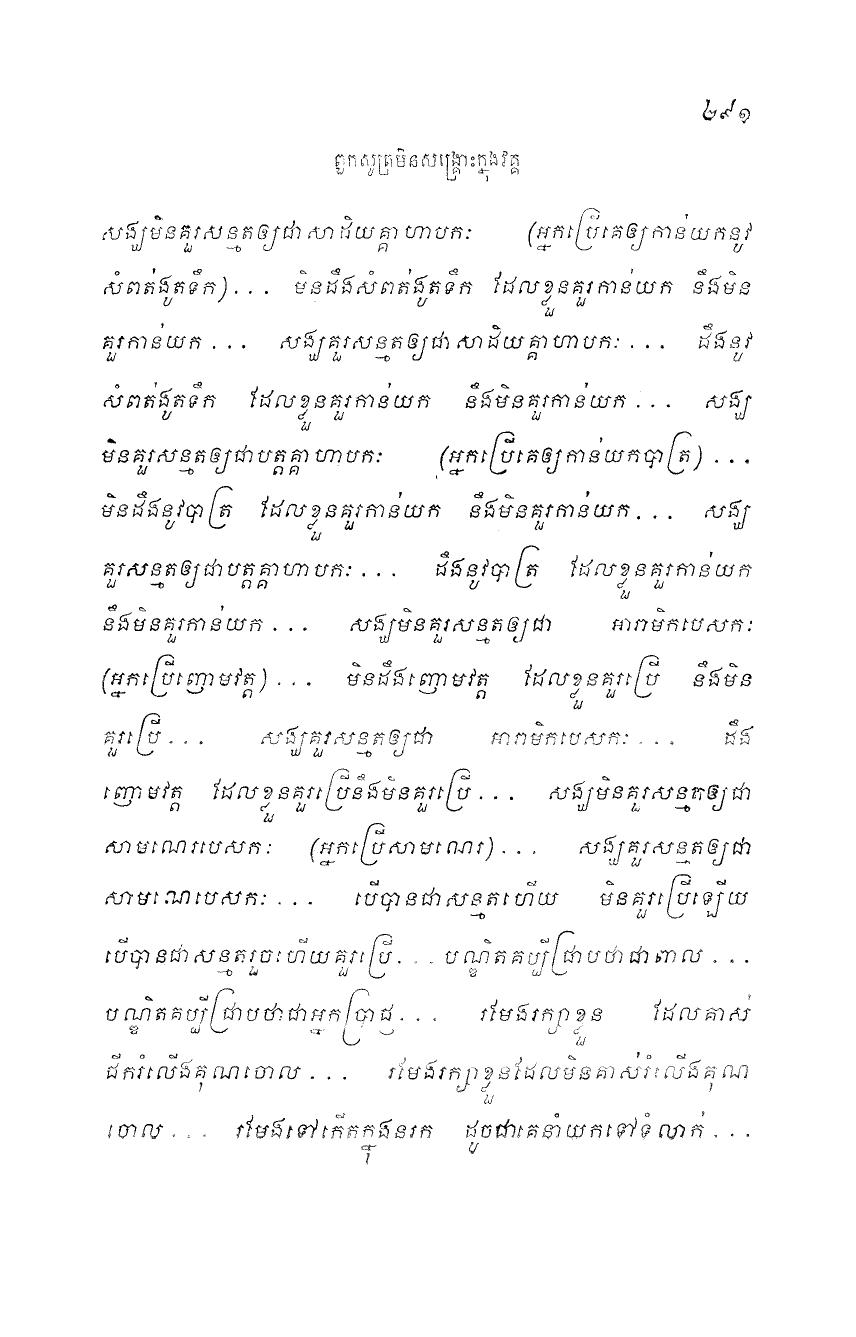 ២៩១
ពួកសូត្រមិនសង្គ្រោះក្នុងវគ្គ
សង្ឃមិនគួរសន្មតឲ្យជាសាដិយគ្គាហាបកៈ (អ្នកប្រើគេឲ្យកាន់យកនូវ
សំពត់ងូតទឹក)... មិនដឹងសំពត់ងូតទឹក ដែលខ្លួនគួរកាន់យក នឹងមិន
គួរកាន់យក... សង្ឃគួរសន្មតឲ្យជាសាដិយគ្គាហាបកៈ... ដឹងនូវ
សំពត់ងូតទឹក ដែលខ្លួនគួរកាន់យក នឹងមិនគួរកាន់យក... សង្ឃ
មិនគួរសន្មតឲ្យជាបត្តគ្គាហាបកៈ (អ្នកប្រើគេឲ្យកាន់យកបាត្រ)...
មិនដឹងនូវបាត្រ ដែលខ្លួនគួរកាន់យក នឹងមិនគួរកាន់យក... សង្ឃ
គួរសន្មតឲ្យជាបត្តគ្គាហាបកៈ... ដឹងនូវបាត្រ ដែលខ្លួនគួរកាន់យក
នឹងមិនគួរកាន់យក... សង្ឃមិនគួរសន្មតឲ្យជា អារាមិកបេសកៈ
(អ្នកប្រើញោមវត្ត)... មិនដឹងញោមវត្ត ដែលខ្លួនគួរប្រើ នឹងមិន
គួរប្រើ... សង្ឃគួរសន្មតឲ្យជា អារាមិកបេសកៈ... ដឹង
ញោមវត្ត ដែលខ្លួនគួរប្រើនឹងមិនគួរប្រើ... សង្ឃមិនគួរសន្មតឲ្យជា
សាមណេរបេសកៈ (អ្នកប្រើសាមណេរ)... សង្ឃគួរសន្មតឲ្យជា
សាមណេរបេសកៈ... បើបានជាសន្មតហើយ មិនគួរប្រើឡើយ
បើបានជាសន្មតរួចហើយគួរប្រើ... បណ្ឌិតគប្បីជ្រាបថាជាពាល...
បណ្ឌិតគប្បីជ្រាបថាជាអ្នកប្រាជ្ញ... រមែងរក្សាខ្លួន ដែលគាស់
ជីករំលើងគុណចោល... រមែងរក្សាខ្លួនដែលមិនគាស់រំលើងគុណ
ចោល... រមែងទៅកើតក្នុងនរក ដូចជាគេនាំយកទៅទំលាក់...